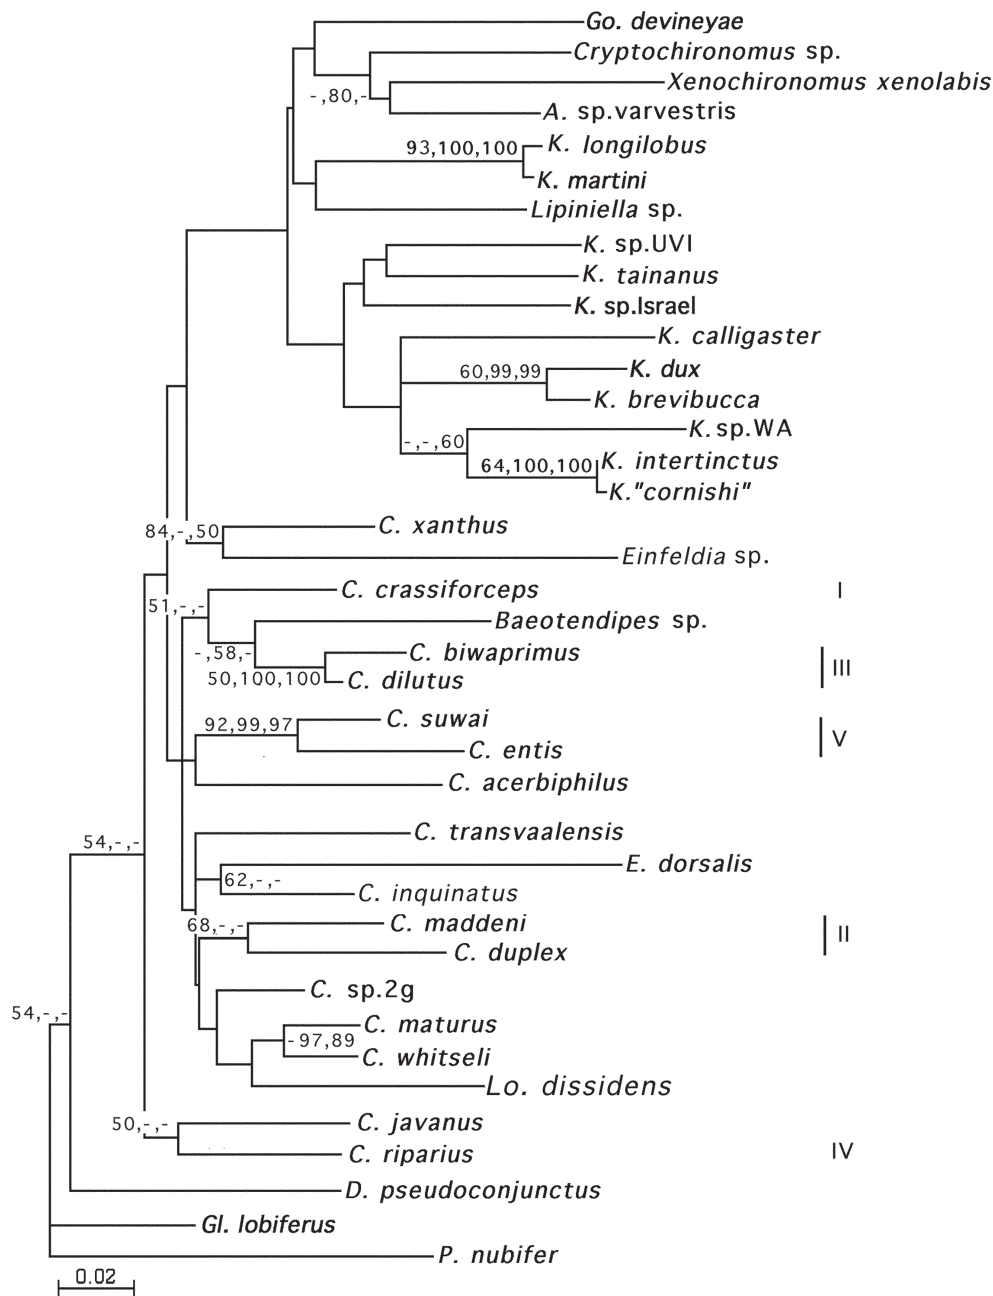 Go. devineyae
Cryptochironomus sp.
Xenochironomus xenolabis
-,80,-
A. sp.varvestris
93,100,100
K. longilobus
K. martini
Lipiniella sp.
K. sp.UVI
K. tainanus
K. sp.Israel
K. calligaster
60,99,99
K. dux
K. brevibucca
K. sp.WA
-,-,60
64,100,100
K. intertinctus
K."cornishi"
84,-,50
C. xanthus
Einfeldia sp.
C. crassiforceps I
51,-,-
Baeotendipes sp.
-,58,-
C. biwaprimus
III
50,100,100
C. dilutus
92,99,97
C. suwai
V
C. entis
C. acerbiphilus
C. transvaalensis
54,-,-
E. dorsalis
62,-,-
C. inquinatus
68,-,-
C. maddeni
II
C. duplex
C. sp.2g
54,-,-
C. maturus
-97,89
C. whitseli
Lo. dissidens
50,-,-
C. javanus
C. riparius IV
D. pseudoconjunctus
Gl. lobiferus
P. nubifer
0.02